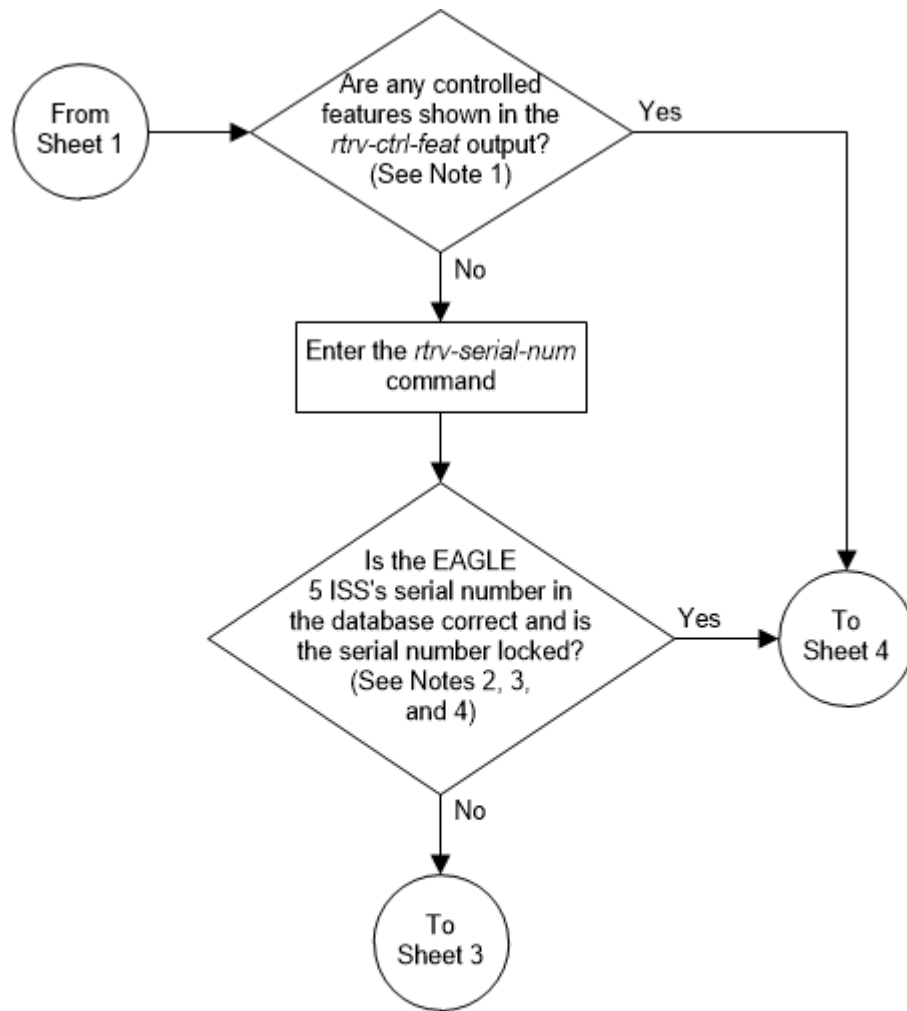 From
Sheet 1
Are any controlled
features shown in the
rtrv-ctrl-feat output?
(See Note 1)
Yes
No
Enter the rtrv-serial-num
command
Is the EAGLE
5 ISS's serial number in
the database correct and is
the serial number locked?
(See Notes 2, 3,
and 4)
Yes
To
Sheet 4
No
To
Sheet 3